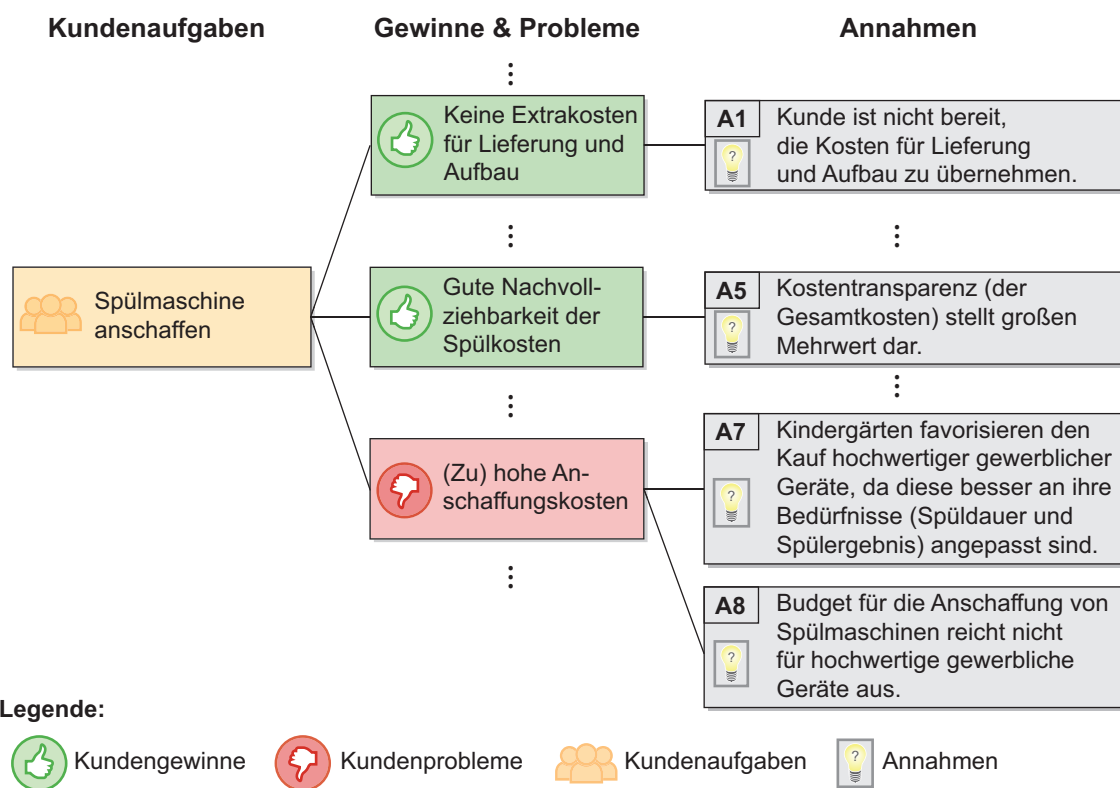 Kundenaufgaben
Gewinne & Probleme
Annahmen
Keine Extrakosten
für Lieferung und
Aufbau
A1
Kunde ist nicht bereit,
die Kosten für Lieferung
und Aufbau zu übernehmen.
Spülmaschine
anschaffen
Gute Nachvoll-
ziehbarkeit der
Spülkosten
A5
Kostentransparenz (der
Gesamtkosten) stellt großen
Mehrwert dar.
(Zu) hohe An-
schaffungskosten
A7
Kindergärten favorisieren den
Kauf hochwertiger gewerblicher
Geräte, da diese besser an ihre
Bedürfnisse (Spüldauer und
Spülergebnis) angepasst sind.
A8
Budget für die Anschaffung von
Spülmaschinen reicht nicht
für hochwertige gewerbliche
Geräte aus.
Legende:
Kundengewinne
Kundenprobleme
Kundenaufgaben
Annahmen